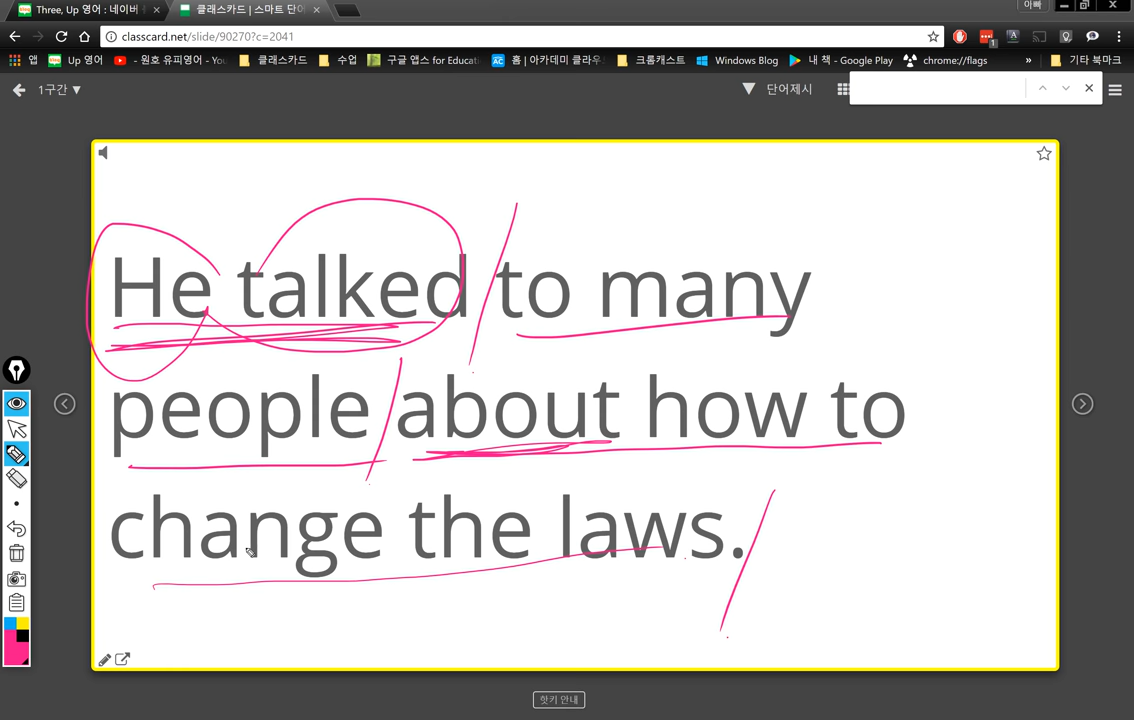 Three, Up 영어 : 네이버
클래스카드 | 스마트 단어
아빠
classcard.net/slide/90270?c=2041
앱 Up 영어 - 원호 유피영어 - You 클래스카드 수업 구글 앱스 for Educati 홈 | 아카데미 클라우드 크롬캐스트 Windows Blog 내 책 - Google Play chrome://flags » 기타 북마크
1구간 ▼ ▼ 단어제시
He talked to many
people about how to
change the laws.
핫키 안내